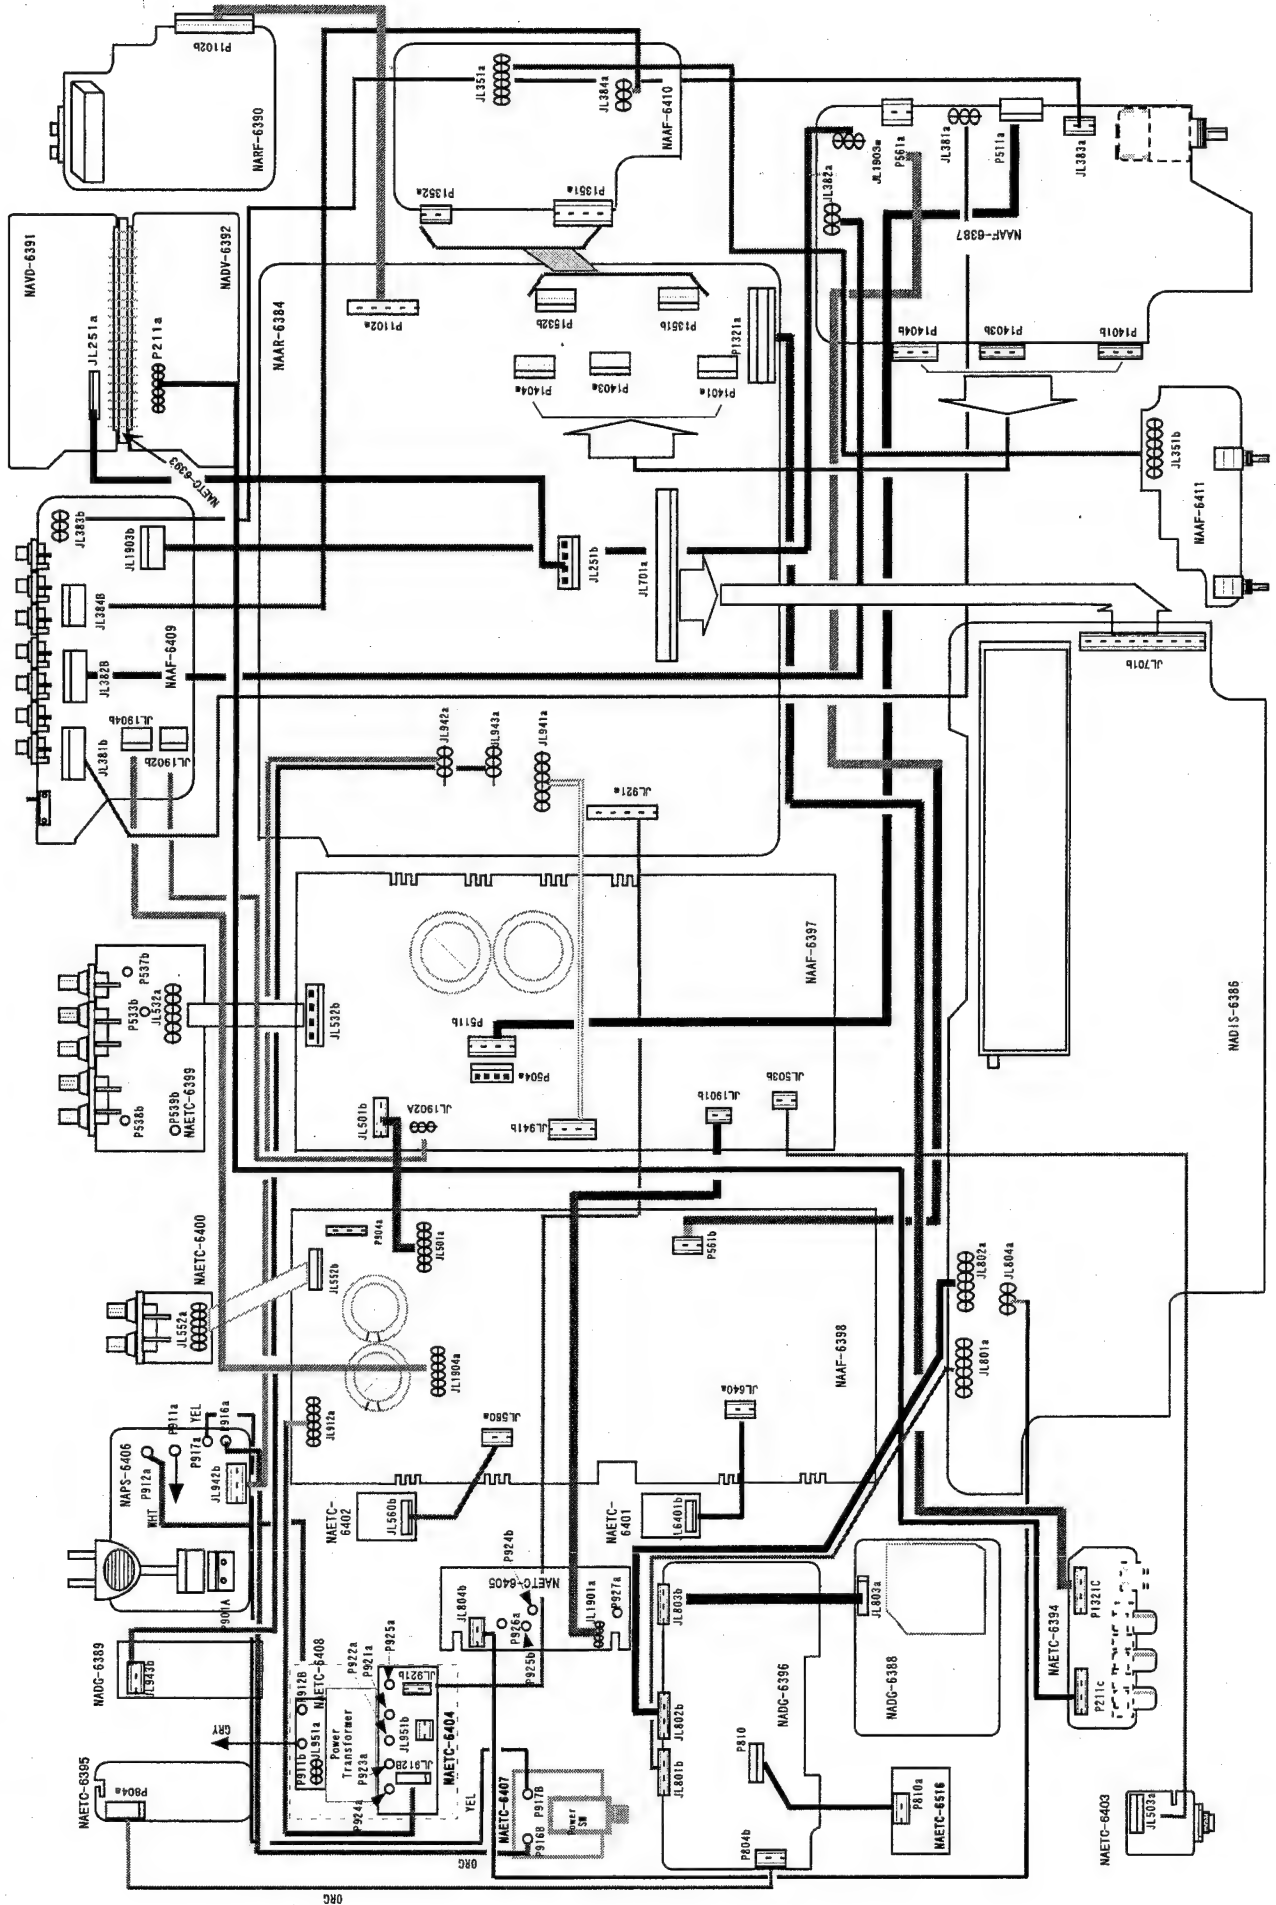 P1102b
NARF-6390
NAVD-6391
NADV-6392
JL251a
P211a
NAETC-6393
NAAR-6384
P1102a
JL351a
JL384a
NAAF-6410
P1352a
P1351a
P1532b
P1351b
P1404a
P1403a
P1401a
P1321a
JL382a
JL1903a
P561a
JL381a
P511a
JL383a
NAAF-6387
P1404b
P1403b
P1401b
JL351b
NAAF-6411
JL383b
JL1903b
JL384B
JL382B
NAAF-6409
JL381b
JL1904b
JL1902b
JL251b
JL701a
JL701b
JL942a
JL943a
JL941a
JL921a
NAAF-6397
P537b
P533b
JL532a
NAETC-6399
P538b
P539b
JL532b
P511b
P504a
JL501b
JL1902A
JL941b
JL1901b
JL503b
NADIS-6386
NAETC-6400
JL552a
JL552b
P904a
JL501a
P561b
JL1904a
JL912a
JL580a
JL640a
NAAF-6398
JL802a
JL804a
JL801a
NAPS-6406
P912a
P911a
P917a
YEL
P916a
JL942b
WHT
P901A
NAETC-
6402
JL560b
NAETC-
6401
L6401b
P924b
NAETC-6405
JL804b
P926a
P925b
JL1901a
P927a
JL803b
JL803a
NADG-6388
NADG-6396
JL802b
JL801b
P810
P810a
NAETC-6516
P804b
NAETC-6394
P1321C
P211c
NAETC-6403
JL503a
NADG-6389
JL943b
GRY
P912B
NAETC-6408
P911b
JL951a
Power
Transformer
P922a
P921a
P925a
JL921b
JL951b
P923a
JL912B
P924a
NAETC-6404
YEL
NAETC-6407
P917B
P916B
Power
SW
ORG
NAETC-6395
P804a
ORG